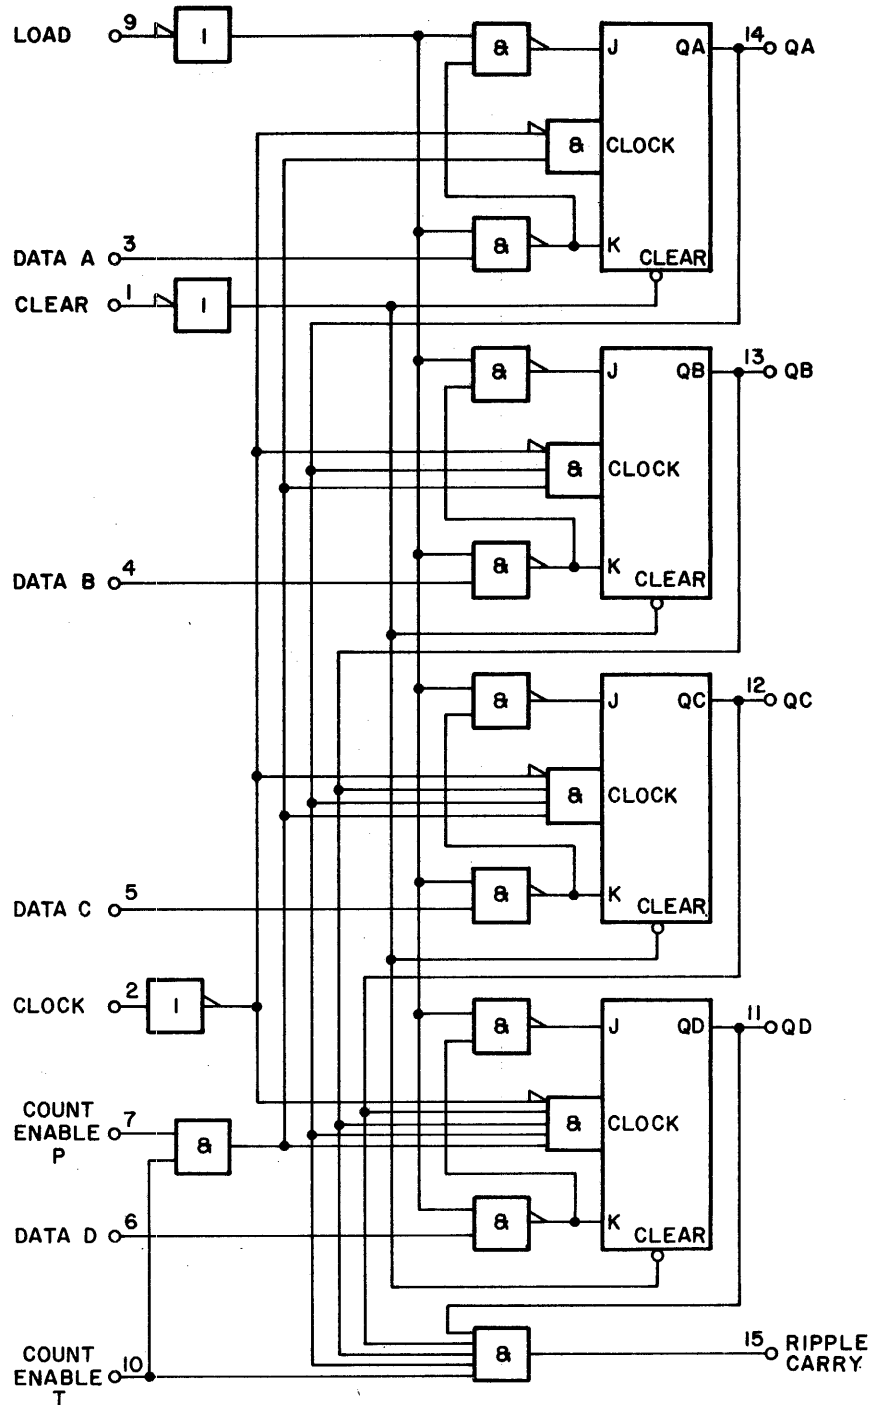 LOAD 9 1 & J QA 14 QA
& CLOCK
DATA A 3 & K CLEAR
CLEAR 1 1
& J QB 13 QB
& CLOCK
DATA B 4 & K CLEAR
& J QC 12 QC
& CLOCK
DATA C 5 & K CLEAR
CLOCK 2 1
& J QD 11 QD
& CLOCK
COUNT
ENABLE 7 &
P
DATA D 6 & K CLEAR
COUNT
ENABLE 10 & 15 RIPPLE
T
CARRY